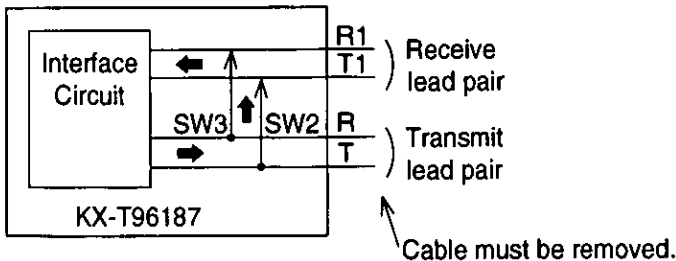 Interface
Circuit
R1
T1
Receive
lead pair
SW3
SW2
R
T
Transmit
lead pair
KX-T96187
Cable must be removed.